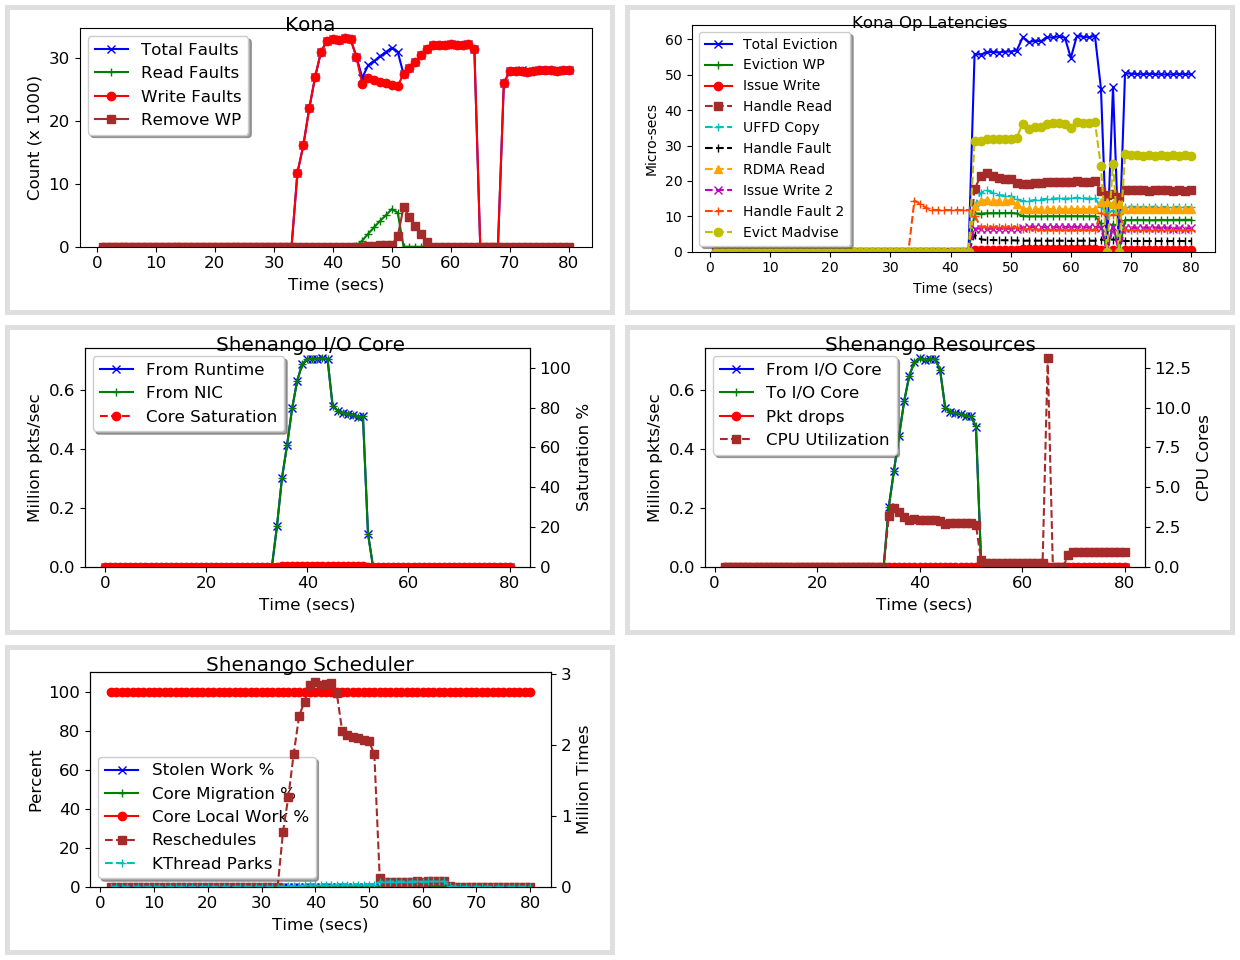 Kona
Total Faults
Read Faults
Write Faults
Remove WP
Count (x 1000)
0
10
20
30
0 10 20 30 40 50 60 70 80
Time (secs)
Kona Op Latencies
Total Eviction
Eviction WP
Issue Write
Handle Read
UFFD Copy
Handle Fault
RDMA Read
Issue Write 2
Handle Fault 2
Evict Madvise
Micro-secs
0
10
20
30
40
50
60
0 10 20 30 40 50 60 70 80
Time (secs)
Shenango I/O Core
From Runtime
From NIC
Core Saturation
Million pkts/sec
0.0
0.2
0.4
0.6
0 20 40 60 80
Time (secs)
0
20
40
60
80
100
Saturation %
Shenango Resources
From I/O Core
To I/O Core
Pkt drops
CPU Utilization
Million pkts/sec
0.0
0.2
0.4
0.6
0 20 40 60 80
Time (secs)
0.0
2.5
5.0
7.5
10.0
12.5
CPU Cores
Shenango Scheduler
Stolen Work %
Core Migration %
Core Local Work %
Reschedules
KThread Parks
Percent
0
20
40
60
80
100
0 10 20 30 40 50 60 70 80
Time (secs)
0
1
2
3
Million Times